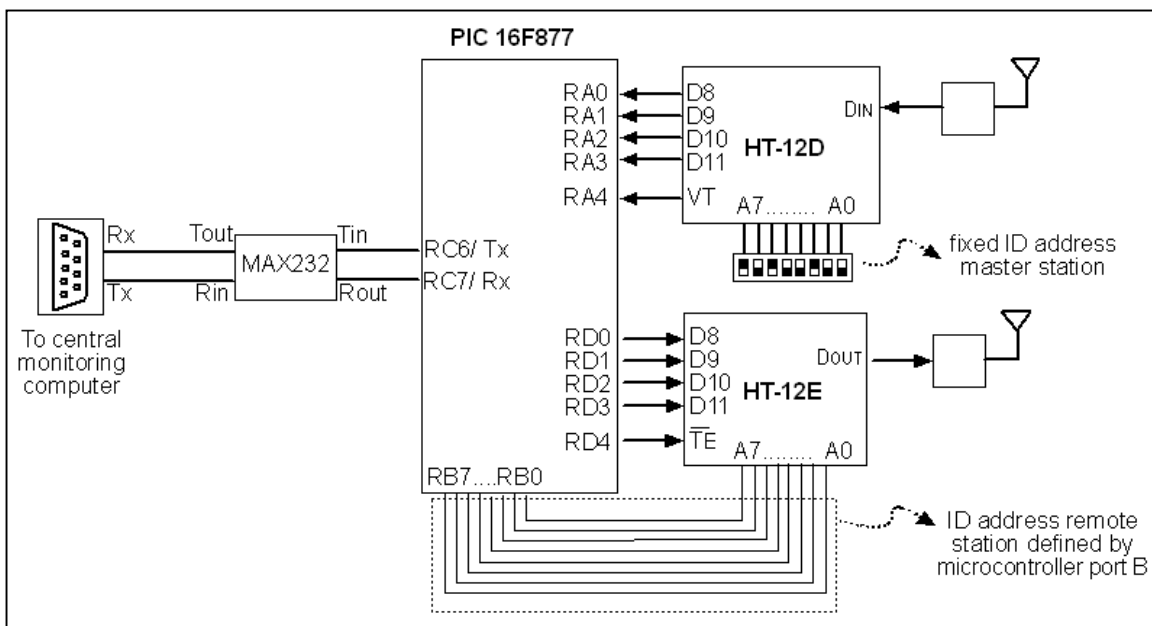 PIC 16F877
RA0
RA1
RA2
RA3
RA4
D8
D9
D10
D11
VT
DIN
HT-12D
A7........ A0
fixed ID address
master station
Rx
Tx
Tout
Rin
MAX232
Tin
Rout
RC6/ Tx
RC7/ Rx
To central
monitoring
computer
RD0
RD1
RD2
RD3
RD4
D8
D9
D10
D11
TE
DOUT
HT-12E
A7........ A0
RB7....RB0
ID address remote
station defined by
microcontroller port B